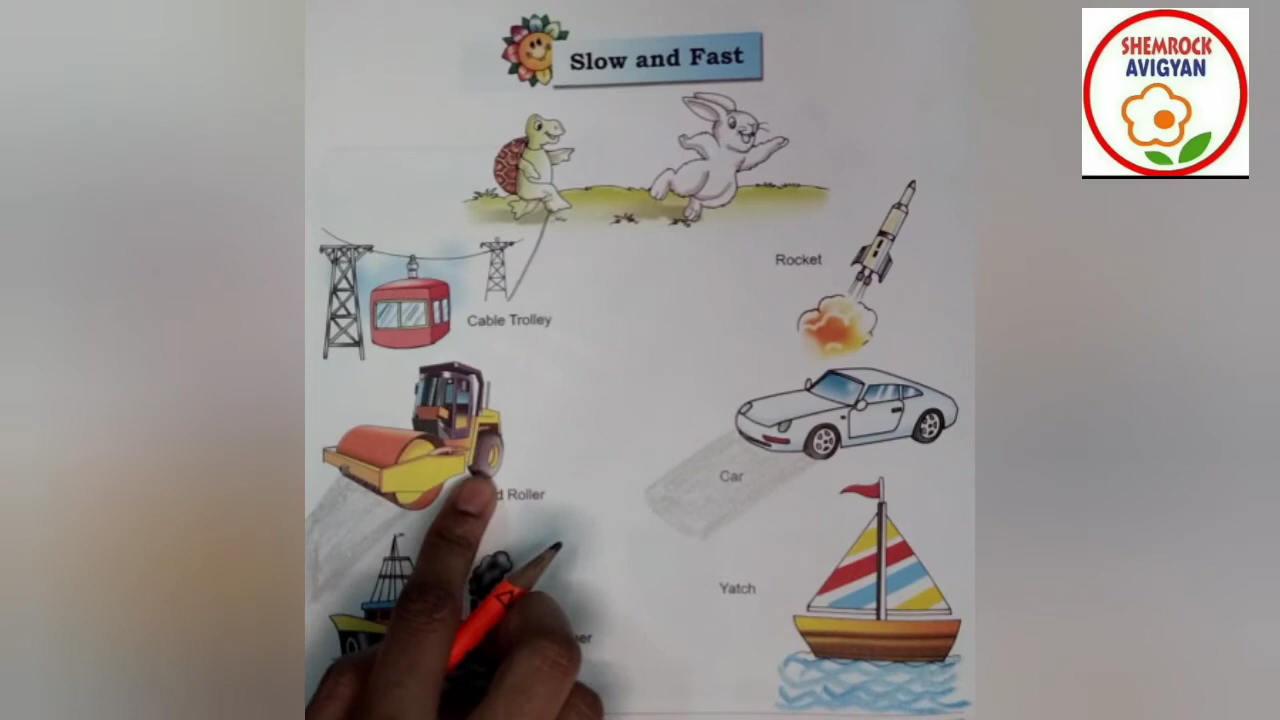 SHEMROCK
AVIGYAN
Slow and Fast
Rocket
Cable Trolley
Car
Roller
Yatch